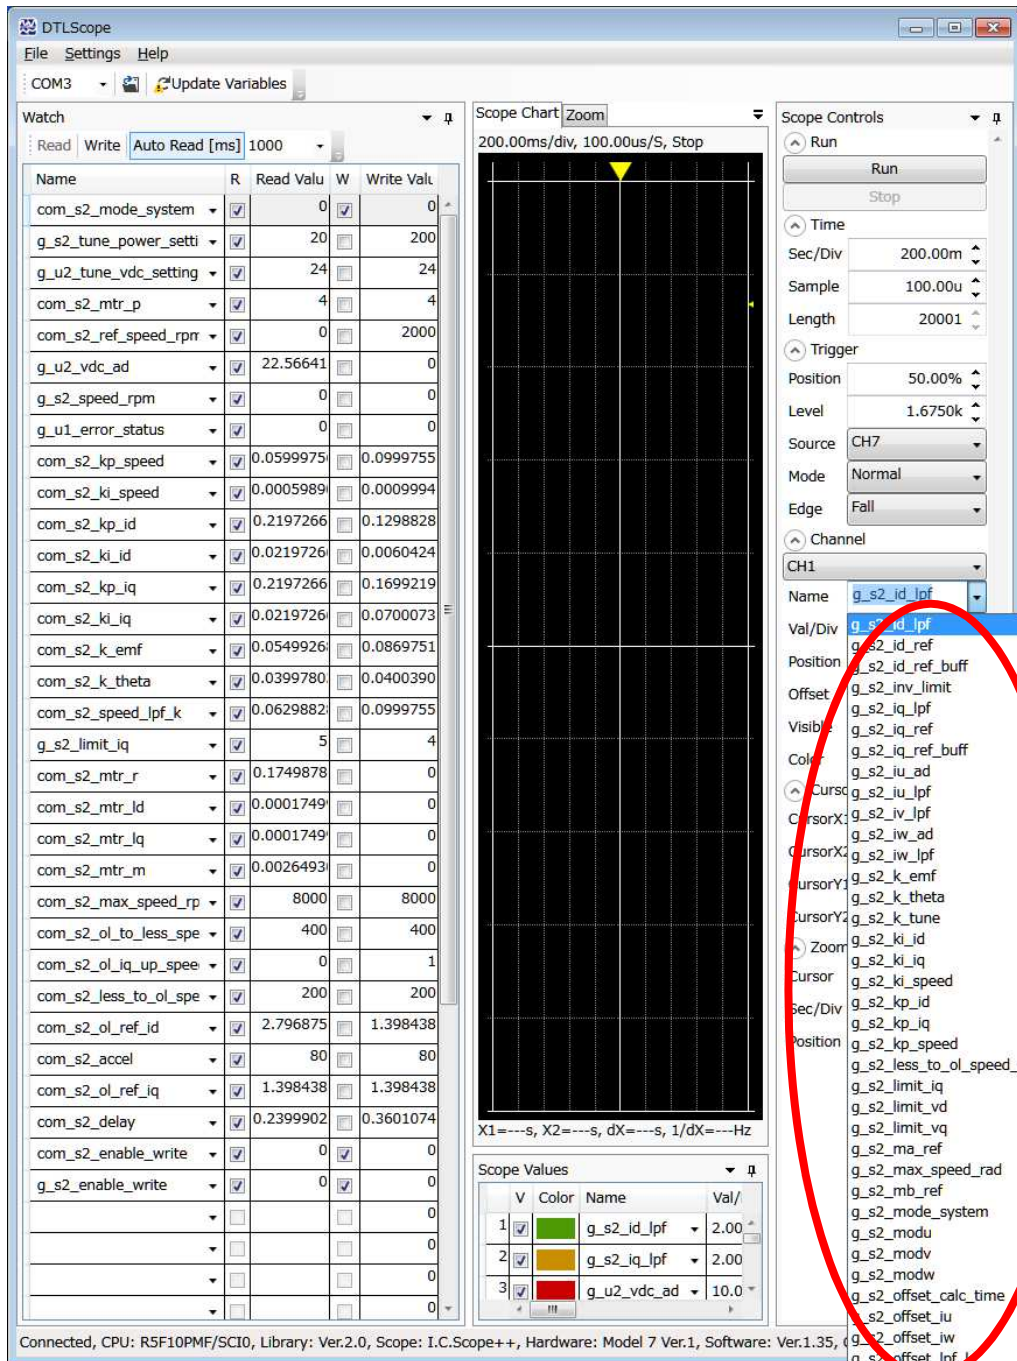 DTLScope
File Settings Help
COM3 Update Variables
Watch
Read Write Auto Read [ms] 1000
Name R Read Valu W Write Valu
com_s2_mode_system 0 0
g_s2_tune_power_setti 20 200
g_u2_tune_vdc_setting 24 24
com_s2_mtr_p 4 4
com_s2_ref_speed_rpm 0 2000
g_u2_vdc_ad 22.56641 0
g_s2_speed_rpm 0 0
g_u1_error_status 0 0
com_s2_kp_speed 0.0599975 0.0999755
com_s2_ki_speed 0.0005989 0.0009994
com_s2_kp_id 0.2197266 0.1298828
com_s2_ki_id 0.0219726 0.0060424
com_s2_kp_iq 0.2197266 0.1699219
com_s2_ki_iq 0.0219726 0.0700073
com_s2_k_emf 0.0549926 0.0869751
com_s2_k_theta 0.0399780 0.0400390
com_s2_speed_lpf_k 0.0629882 0.0999755
g_s2_limit_iq 5 4
com_s2_mtr_r 0.1749878 0
com_s2_mtr_ld 0.0001749 0
com_s2_mtr_lq 0.0001749 0
com_s2_mtr_m 0.0026493 0
com_s2_max_speed_rp 8000 8000
com_s2_ol_to_less_spe 400 400
com_s2_ol_iq_up_spee 0 1
com_s2_less_to_ol_spe 200 200
com_s2_ol_ref_id 2.796875 1.398438
com_s2_accel 80 80
com_s2_ol_ref_iq 1.398438 1.398438
com_s2_delay 0.2399902 0.3601074
com_s2_enable_write 0 0
g_s2_enable_write 0 0
0
0
0
0
Scope Chart Zoom
200.00ms/div, 100.00us/S, Stop
X1=---s, X2=---s, dX=---s, 1/dX=---Hz
Scope Values
V Color Name Val/
1 g_s2_id_lpf 2.00
2 g_s2_iq_lpf 2.00
3 g_u2_vdc_ad 10.0
Scope Controls
Run
Run
Stop
Time
Sec/Div 200.00m
Sample 100.00u
Length 20001
Trigger
Position 50.00%
Level 1.6750k
Source CH7
Mode Normal
Edge Fall
Channel
CH1
Name g_s2_id_lpf
Val/Div
Position
Offset
Visible
Color
CursorX1
CursorX2
CursorY1
CursorY2
Zoom
Cursor
Sec/Div
Position
g_s2_id_lpf
g_s2_id_ref
g_s2_id_ref_buff
g_s2_inv_limit
g_s2_iq_lpf
g_s2_iq_ref
g_s2_iq_ref_buff
g_s2_iu_ad
g_s2_iu_lpf
g_s2_iv_lpf
g_s2_iw_ad
g_s2_iw_lpf
g_s2_k_emf
g_s2_k_theta
g_s2_k_tune
g_s2_ki_id
g_s2_ki_iq
g_s2_ki_speed
g_s2_kp_id
g_s2_kp_iq
g_s2_kp_speed
g_s2_less_to_ol_speed_
g_s2_limit_iq
g_s2_limit_vd
g_s2_limit_vq
g_s2_ma_ref
g_s2_max_speed_rad
g_s2_mb_ref
g_s2_mode_system
g_s2_modu
g_s2_modv
g_s2_modw
g_s2_offset_calc_time
g_s2_offset_iu
g_s2_offset_iw
g_s2_offset_lpf_
Connected, CPU: R5F10PMF/SCI0, Library: Ver.2.0, Scope: I.C.Scope++, Hardware: Model 7 Ver.1, Software: Ver.1.35,